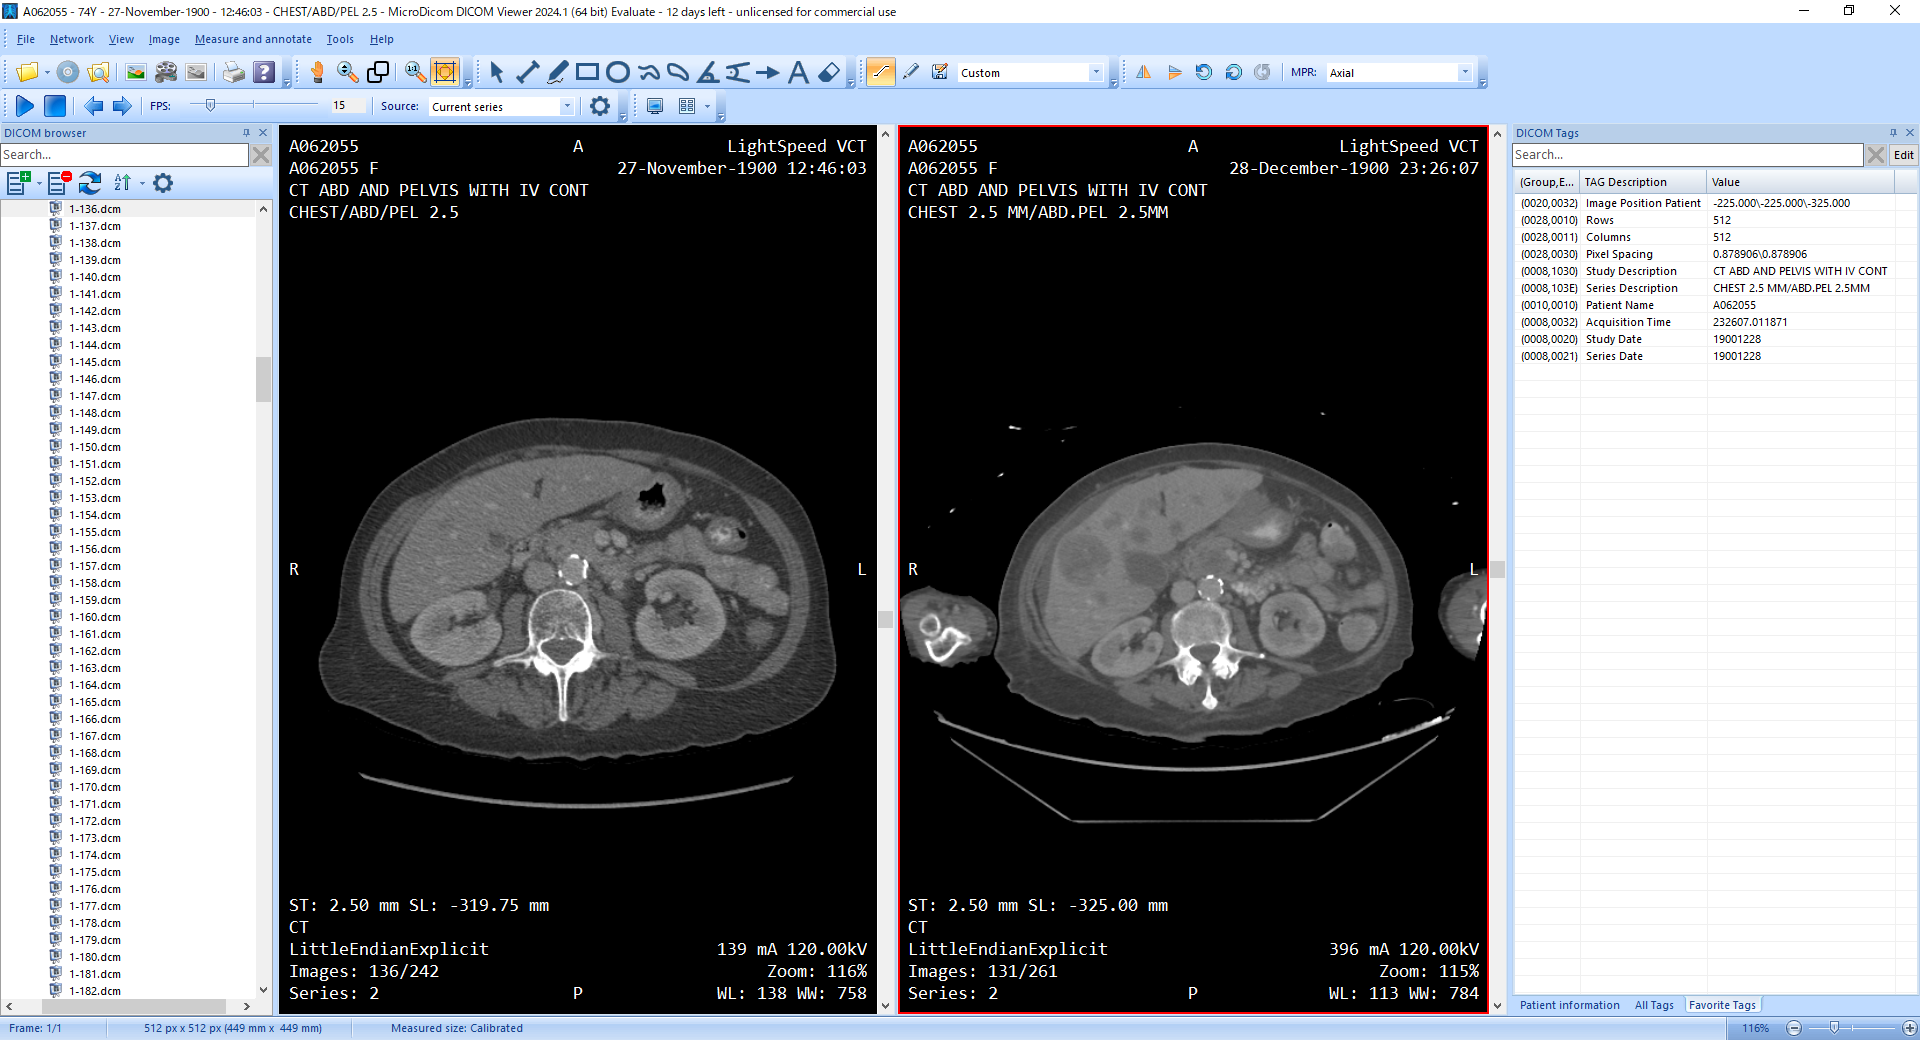 A062055 - 74Y - 27-November-1900 - 12:46:03 - CHEST/ABD/PEL 2.5 - MicroDicom DICOM Viewer 2024.1 (64 bit) Evaluate - 12 days left - unlicensed for commercial use
File Network View Image Measure and annotate Tools Help
1:1 Custom MPR: Axial
FPS: 15 Source: Current series
DICOM browser
Search...
1-136.dcm
1-137.dcm
1-138.dcm
1-139.dcm
1-140.dcm
1-141.dcm
1-142.dcm
1-143.dcm
1-144.dcm
1-145.dcm
1-146.dcm
1-147.dcm
1-148.dcm
1-149.dcm
1-150.dcm
1-151.dcm
1-152.dcm
1-153.dcm
1-154.dcm
1-155.dcm
1-156.dcm
1-157.dcm
1-158.dcm
1-159.dcm
1-160.dcm
1-161.dcm
1-162.dcm
1-163.dcm
1-164.dcm
1-165.dcm
1-166.dcm
1-167.dcm
1-168.dcm
1-169.dcm
1-170.dcm
1-171.dcm
1-172.dcm
1-173.dcm
1-174.dcm
1-175.dcm
1-176.dcm
1-177.dcm
1-178.dcm
1-179.dcm
1-180.dcm
1-181.dcm
1-182.dcm
A062055 A LightSpeed VCT
A062055 F 27-November-1900 12:46:03
CT ABD AND PELVIS WITH IV CONT
CHEST/ABD/PEL 2.5
R L
ST: 2.50 mm SL: -319.75 mm
CT
LittleEndianExplicit 139 mA 120.00kV
Images: 136/242 Zoom: 116%
Series: 2 P WL: 138 WW: 758
A062055 A LightSpeed VCT
A062055 F 28-December-1900 23:26:07
CT ABD AND PELVIS WITH IV CONT
CHEST 2.5 MM/ABD.PEL 2.5MM
R L
ST: 2.50 mm SL: -325.00 mm
CT
LittleEndianExplicit 396 mA 120.00kV
Images: 131/261 Zoom: 115%
Series: 2 P WL: 113 WW: 784
DICOM Tags
Search... Edit
(Group,E... TAG Description Value
(0020,0032) Image Position Patient -225.000\-225.000\-325.000
(0028,0010) Rows 512
(0028,0011) Columns 512
(0028,0030) Pixel Spacing 0.878906\0.878906
(0008,1030) Study Description CT ABD AND PELVIS WITH IV CONT
(0008,103E) Series Description CHEST 2.5 MM/ABD.PEL 2.5MM
(0010,0010) Patient Name A062055
(0008,0032) Acquisition Time 232607.011871
(0008,0020) Study Date 19001228
(0008,0021) Series Date 19001228
Patient information All Tags Favorite Tags
Frame: 1/1 512 px x 512 px (449 mm x 449 mm) Measured size: Calibrated 116%